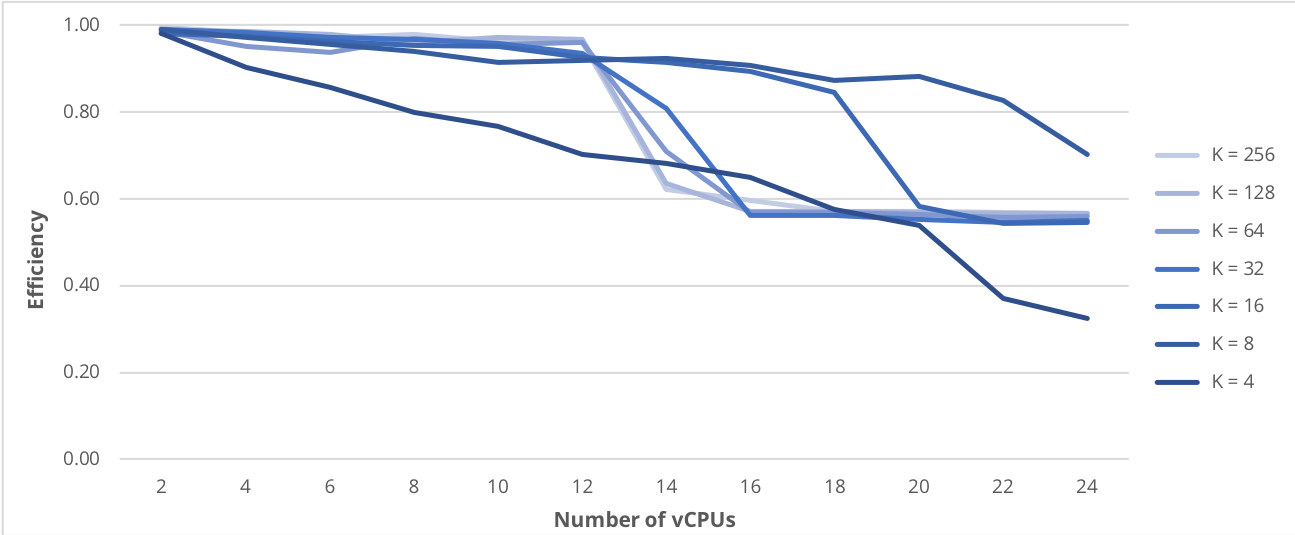 1.00
0.80
0.60
0.40
0.20
0.00
Efficiency
2 4 6 8 10 12 14 16 18 20 22 24
Number of vCPUs
K = 256
K = 128
K = 64
K = 32
K = 16
K = 8
K = 4